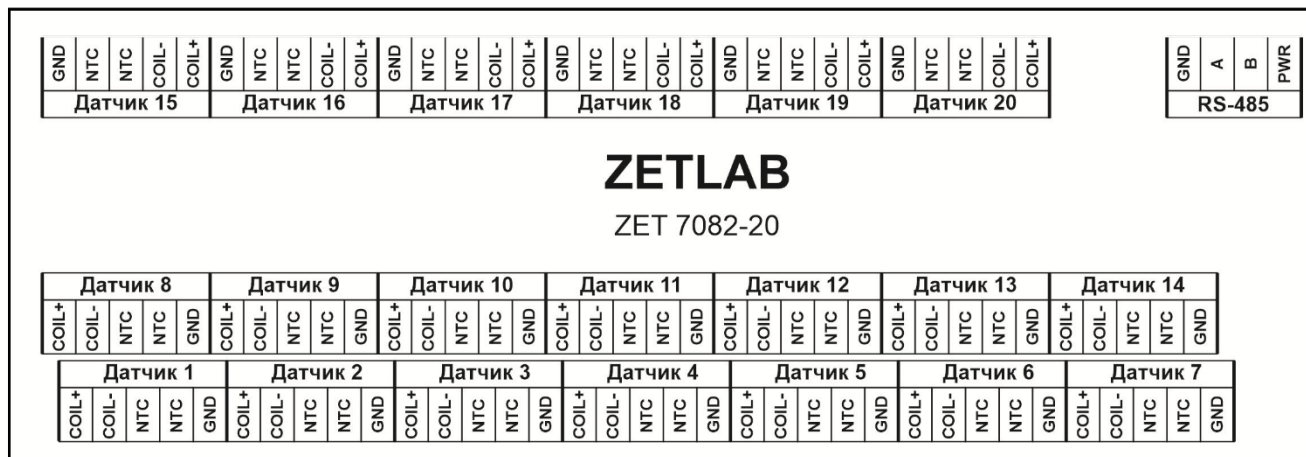 GND NTC NTC COIL- COIL+ GND NTC NTC COIL- COIL+ GND NTC NTC COIL- COIL+ GND NTC NTC COIL- COIL+ GND NTC NTC COIL- COIL+ GND NTC NTC COIL- COIL+ GND A B PWR
Датчик 15 Датчик 16 Датчик 17 Датчик 18 Датчик 19 Датчик 20 RS-485
ZETLAB
ZET 7082-20
Датчик 8 Датчик 9 Датчик 10 Датчик 11 Датчик 12 Датчик 13 Датчик 14
COIL+ COIL- NTC NTC GND COIL+ COIL- NTC NTC GND COIL+ COIL- NTC NTC GND COIL+ COIL- NTC NTC GND COIL+ COIL- NTC NTC GND COIL+ COIL- NTC NTC GND COIL+ COIL- NTC NTC GND
Датчик 1 Датчик 2 Датчик 3 Датчик 4 Датчик 5 Датчик 6 Датчик 7
COIL+ COIL- NTC NTC GND COIL+ COIL- NTC NTC GND COIL+ COIL- NTC NTC GND COIL+ COIL- NTC NTC GND COIL+ COIL- NTC NTC GND COIL+ COIL- NTC NTC GND COIL+ COIL- NTC NTC GND